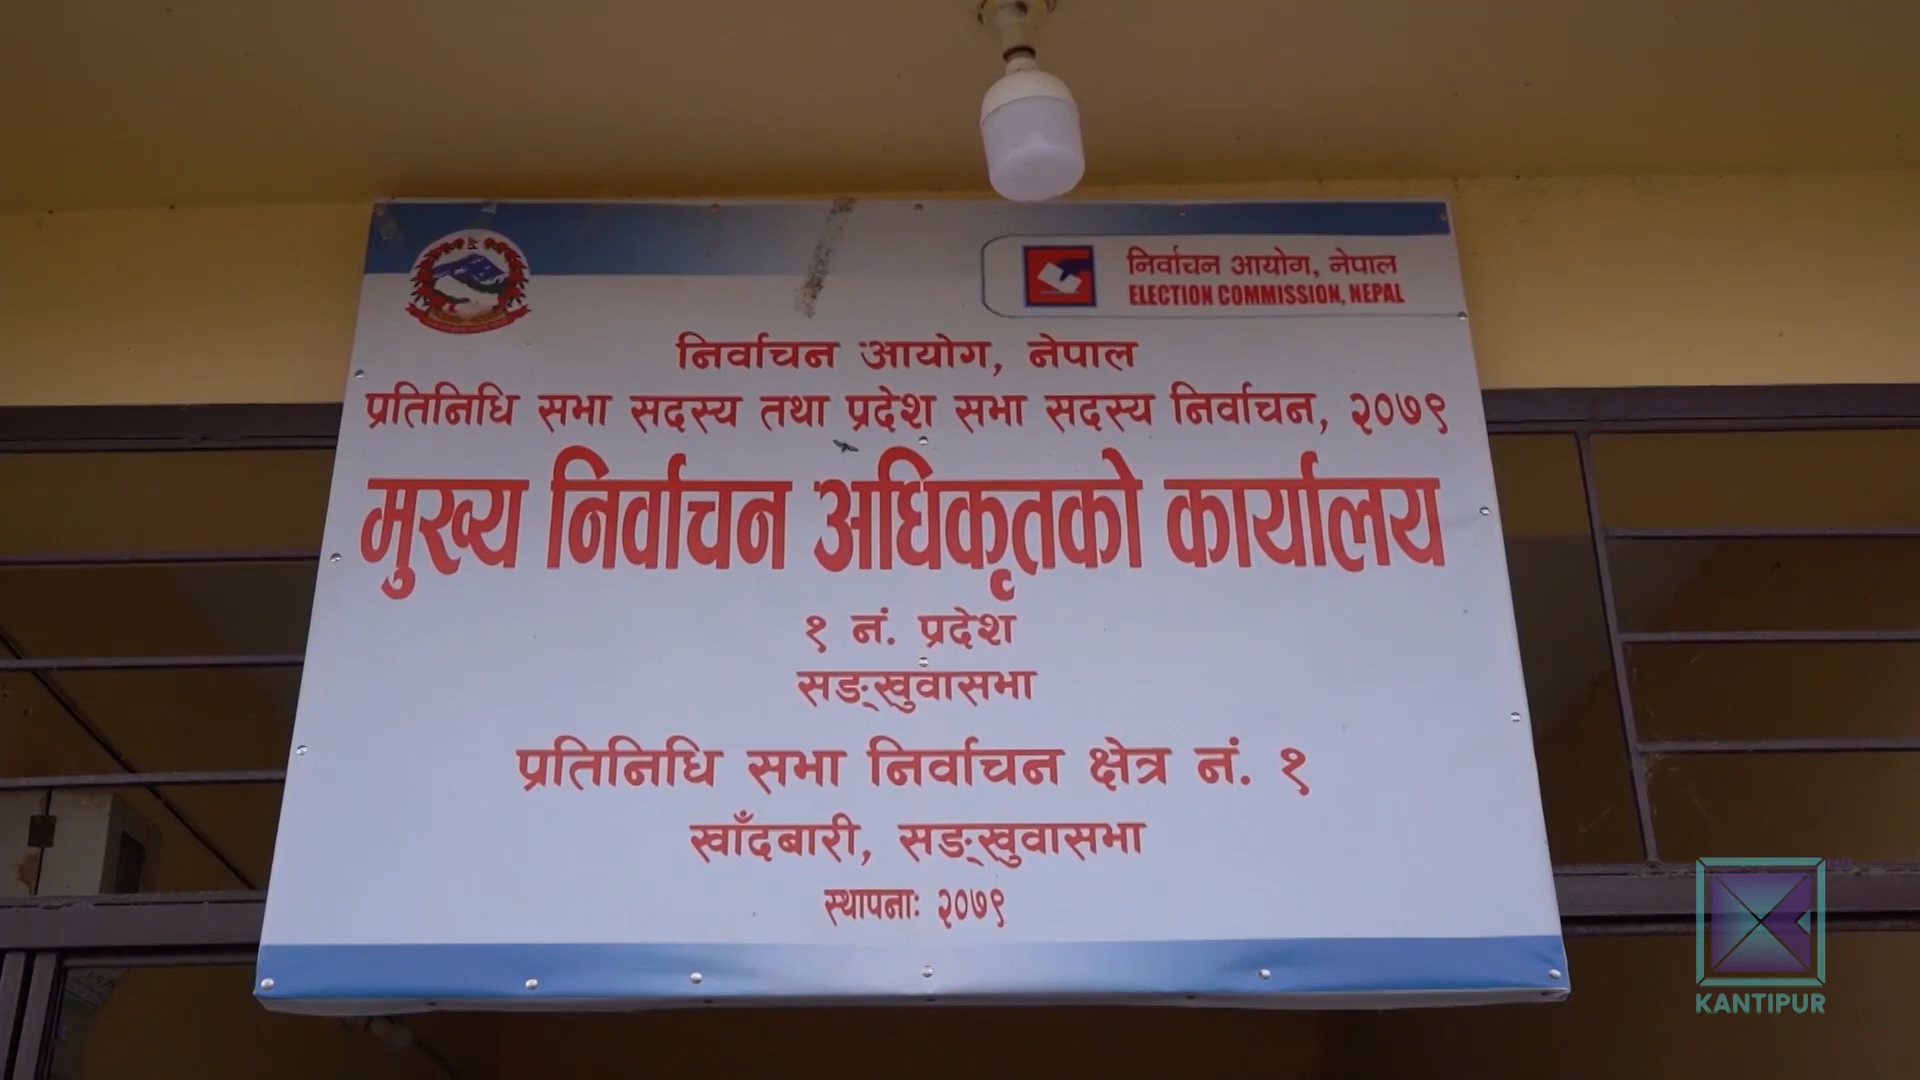 निर्वाचन आयोग, नेपाल
ELECTION COMMISSION, NEPAL
निर्वाचन आयोग, नेपाल
प्रतिनिधि सभा सदस्य तथा प्रदेश सभा सदस्य निर्वाचन, २०७९
मुख्य निर्वाचन अधिकृतको कार्यालय
१ नं. प्रदेश
सङ्खुवासभा
प्रतिनिधि सभा निर्वाचन क्षेत्र नं. १
खाँदबारी, सङ्खुवासभा
स्थापनाः २०७९
HD
KANTIPUR